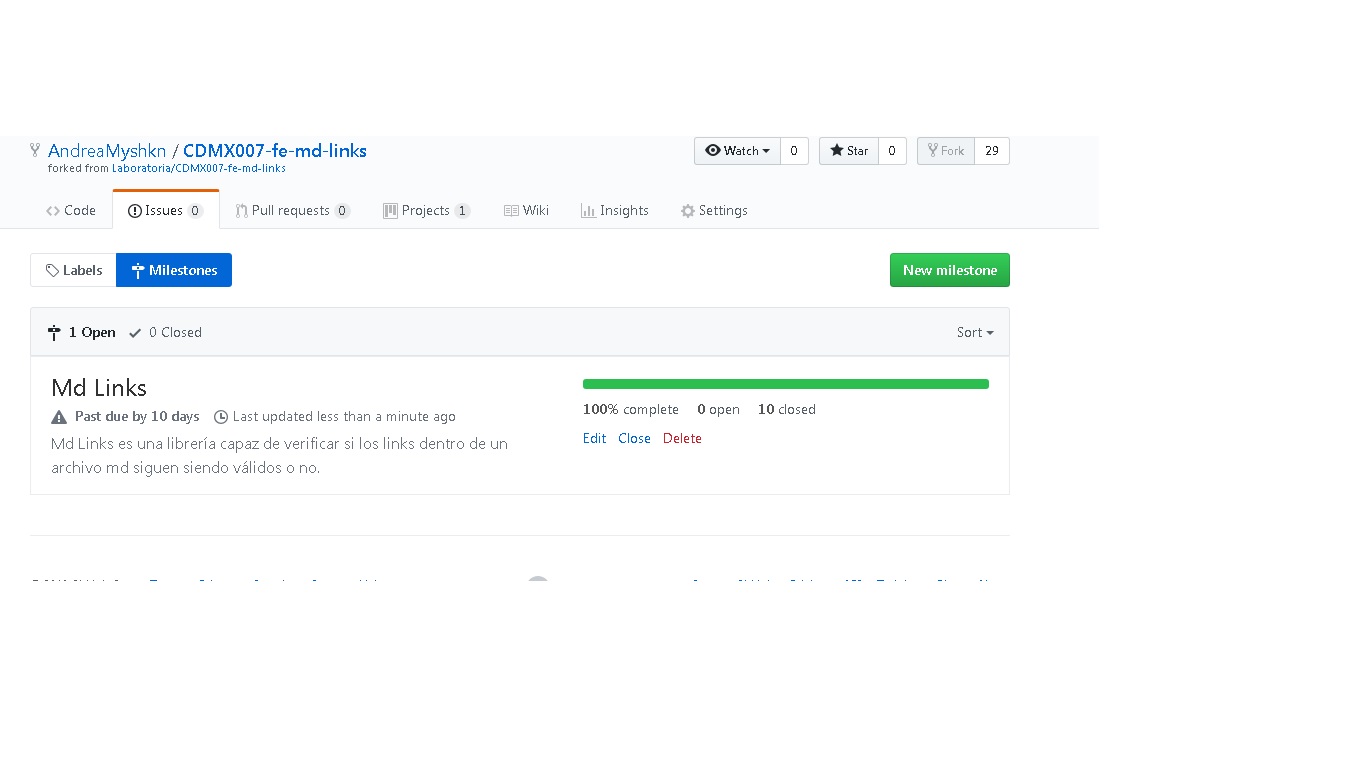 AndreaMyshkn / CDMX007-fe-md-links
forked from Laboratoria/CDMX007-fe-md-links
Watch 0 Star 0 Fork 29
Code Issues 0 Pull requests 0 Projects 1 Wiki Insights Settings
Labels Milestones New milestone
1 Open 0 Closed Sort
Md Links
Past due by 10 days Last updated less than a minute ago
Md Links es una librería capaz de verificar si los links dentro de un
archivo md siguen siendo válidos o no.
100% complete 0 open 10 closed
Edit Close Delete